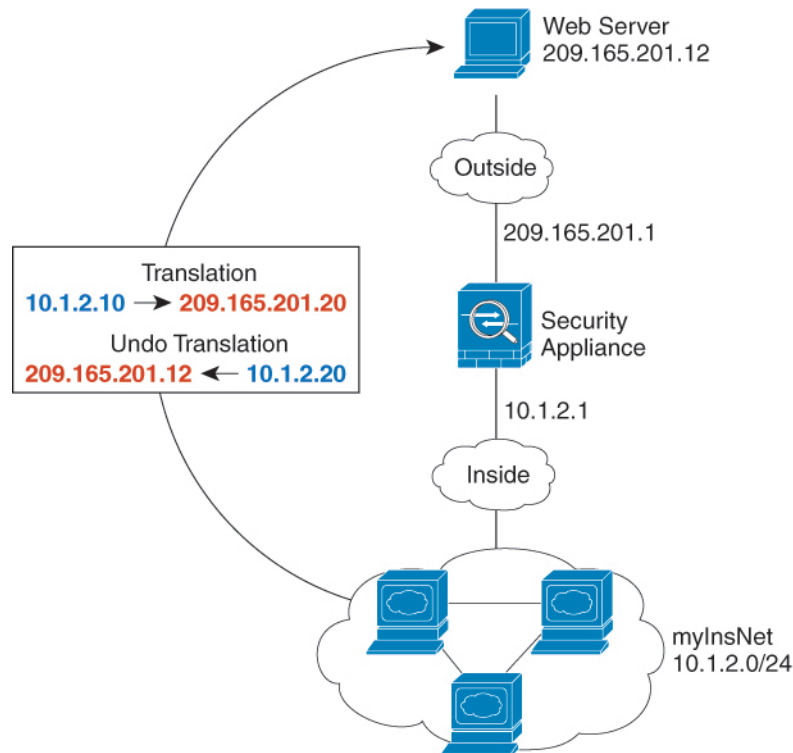 Web Server
209.165.201.12
Outside
209.165.201.1
Translation
10.1.2.10 → 209.165.201.20
Undo Translation
209.165.201.12 ← 10.1.2.20
Security
Appliance
10.1.2.1
Inside
myInsNet
10.1.2.0/24